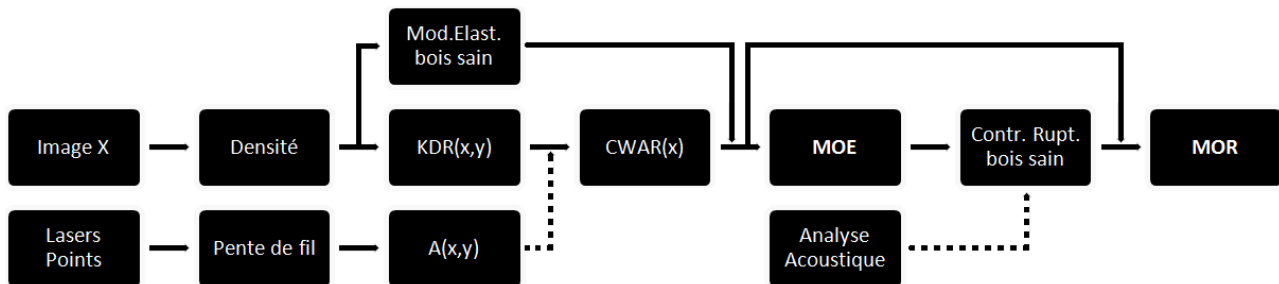 Mod.Elast.
bois sain
Image X
Densité
KDR(x,y)
CWAR(x)
MOE
Contr. Rupt.
bois sain
MOR
Lasers
Points
Pente de fil
A(x,y)
Analyse
Acoustique